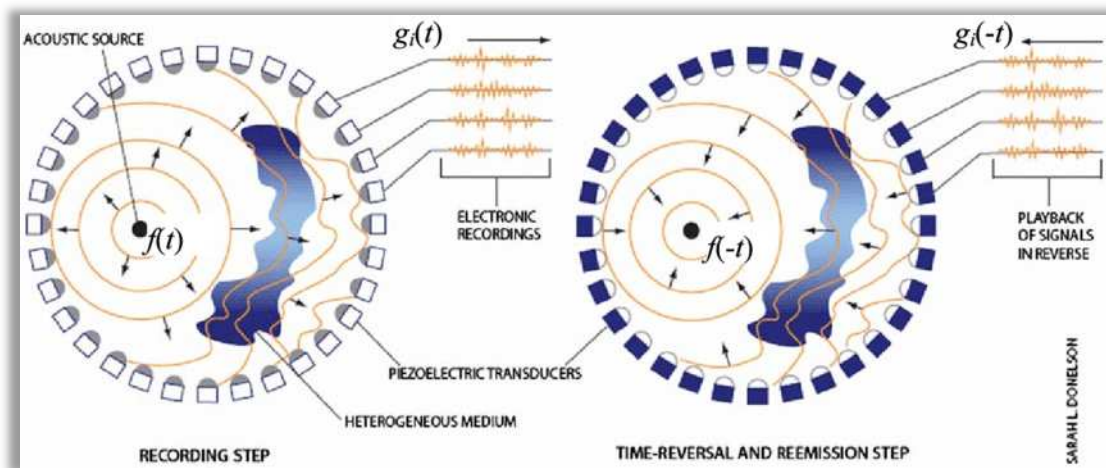 ACOUSTIC SOURCE
gᵢ(t)
f(t)
ELECTRONIC
RECORDINGS
gᵢ(-t)
f(-t)
PLAYBACK
OF SIGNALS
IN REVERSE
PIEZOELECTRIC TRANSDUCERS
HETEROGENEOUS MEDIUM
RECORDING STEP
TIME-REVERSAL AND REEMISSION STEP
SARAH L. DONELSON